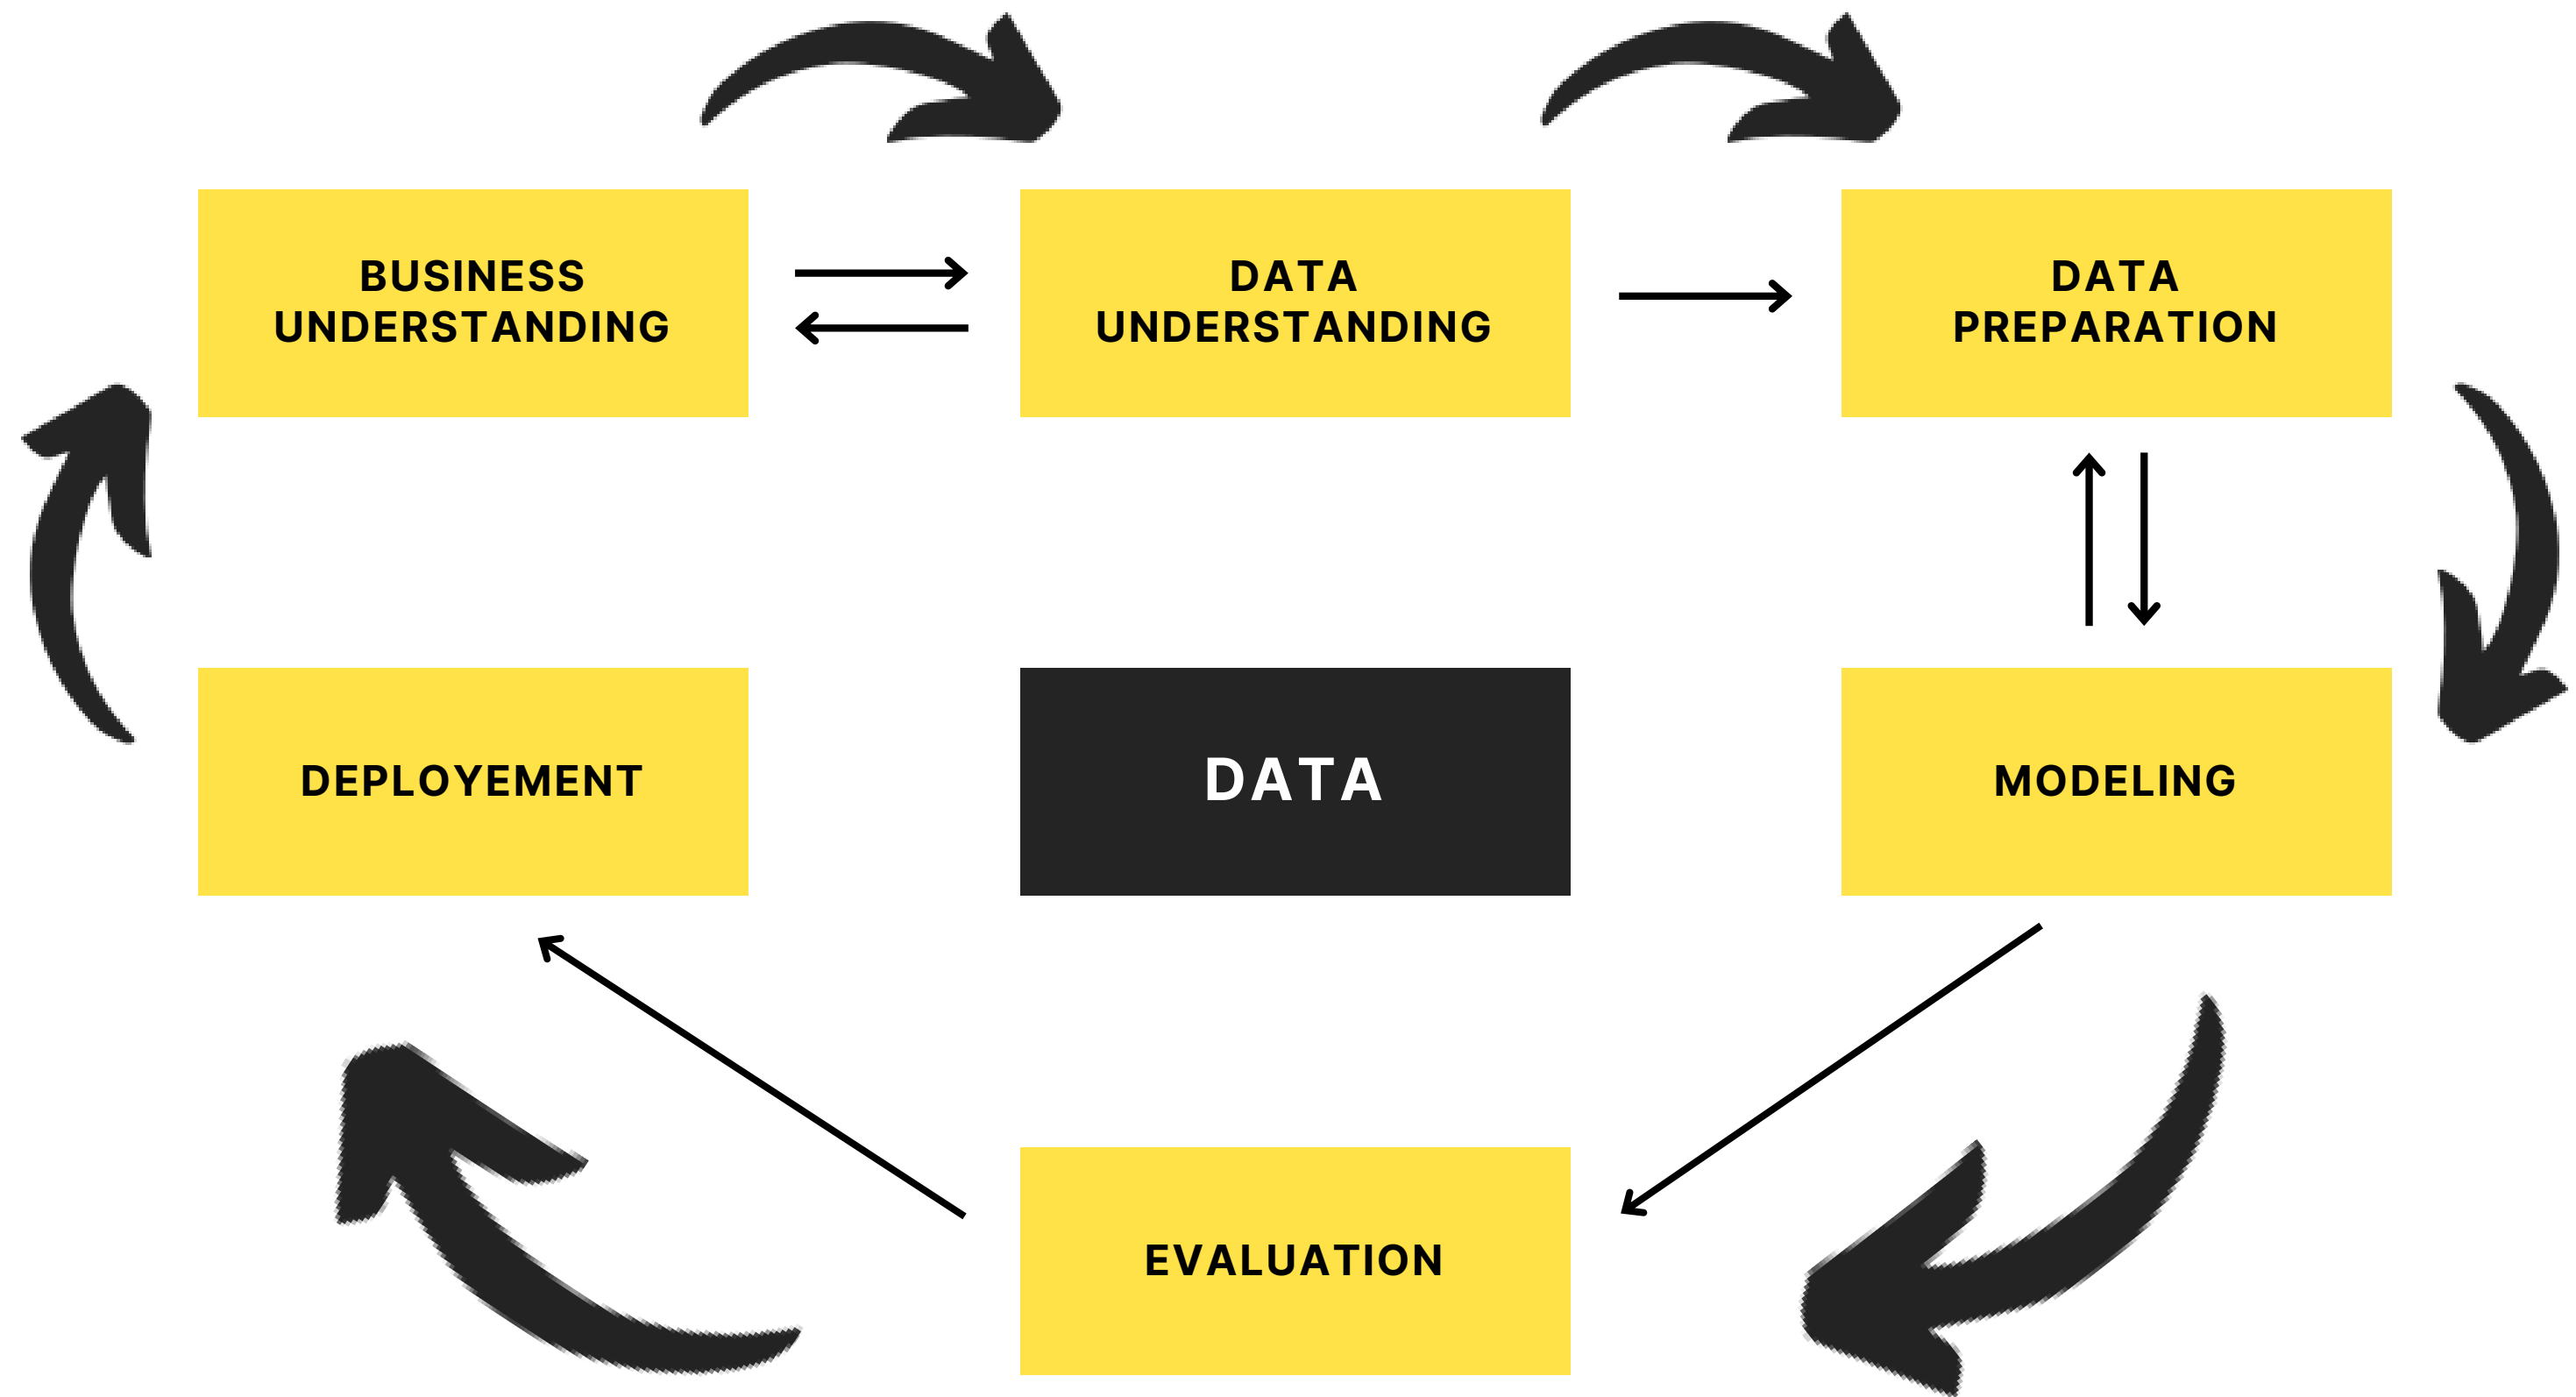 BUSINESS
UNDERSTANDING
DATA
UNDERSTANDING
DATA
PREPARATION
DEPLOYEMENT
DATA
MODELING
EVALUATION